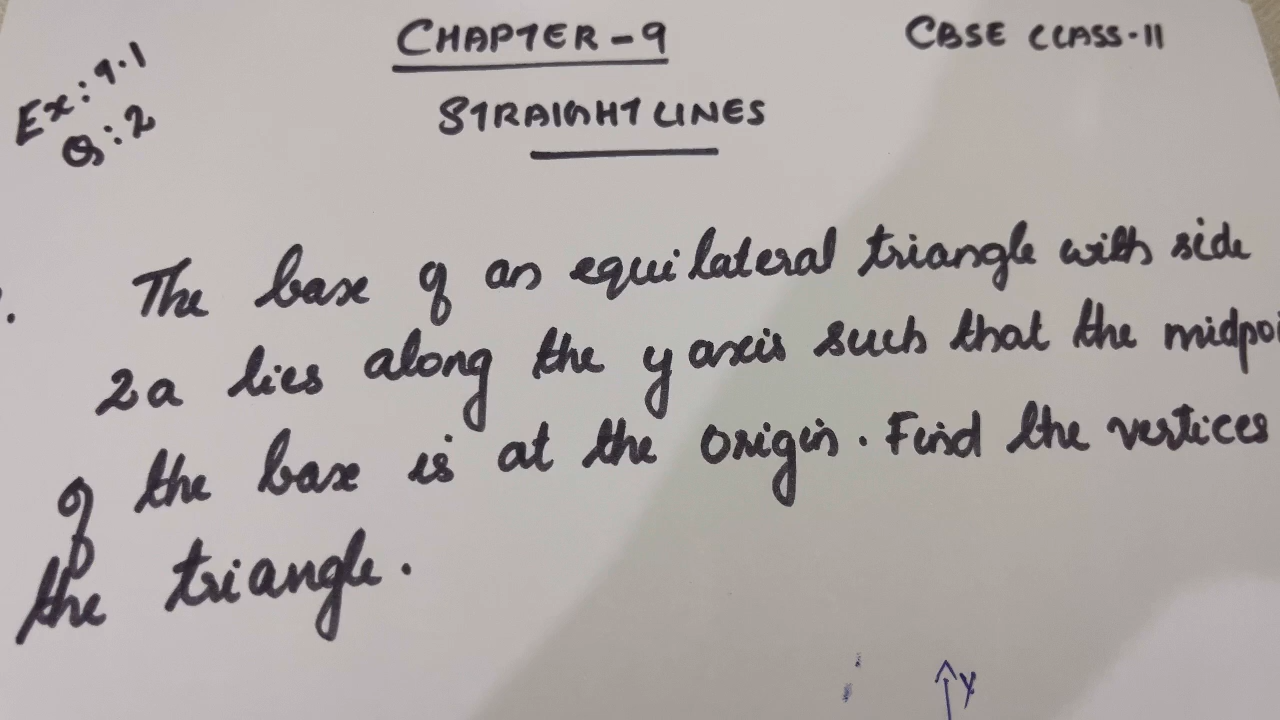 Ex: 9.1
Q: 2
CHAPTER-9
CBSE CLASS-11
STRAIGHT LINES
The base of an equilateral triangle with side
2a lies along the y axis such that the midpoi
of the base is at the origin. Find the vertices
the triangle.
Y